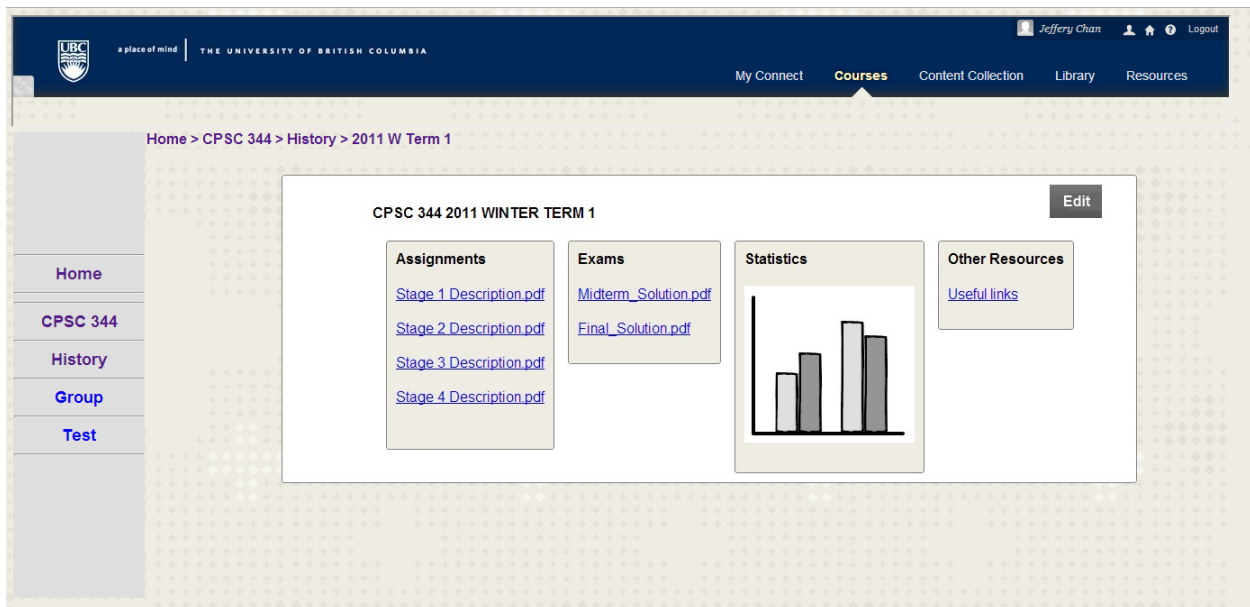 Jeffery Chan Logout
UBC a place of mind THE UNIVERSITY OF BRITISH COLUMBIA
My Connect Courses Content Collection Library Resources
Home > CPSC 344 > History > 2011 W Term 1
Home
CPSC 344
History
Group
Test
CPSC 344 2011 WINTER TERM 1
Edit
Assignments
Stage 1 Description.pdf
Stage 2 Description.pdf
Stage 3 Description.pdf
Stage 4 Description.pdf
Exams
Midterm_Solution.pdf
Final_Solution.pdf
Statistics
Other Resources
Useful links